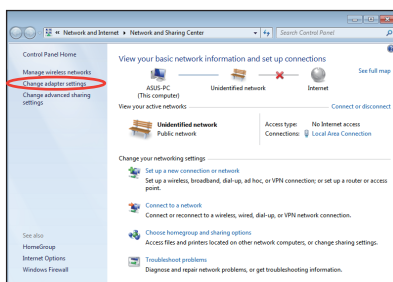 « Network and Internet ▸ Network and Sharing Center
Search Control Panel
Control Panel Home
Manage wireless networks
Change adapter settings
Change advanced sharing
settings
See also
HomeGroup
Internet Options
Windows Firewall
View your basic network information and set up connections
See full map
ASUS-PC
(This computer)
Unidentified network
Internet
View your active networks
Connect or disconnect
Unidentified network
Public network
Access type: No Internet access
Connections: Local Area Connection
Change your networking settings
Set up a new connection or network
Set up a wireless, broadband, dial-up, ad hoc, or VPN connection; or set up a router or access
point.
Connect to a network
Connect or reconnect to a wireless, wired, dial-up, or VPN network connection.
Choose homegroup and sharing options
Access files and printers located on other network computers, or change sharing settings.
Troubleshoot problems
Diagnose and repair network problems, or get troubleshooting information.